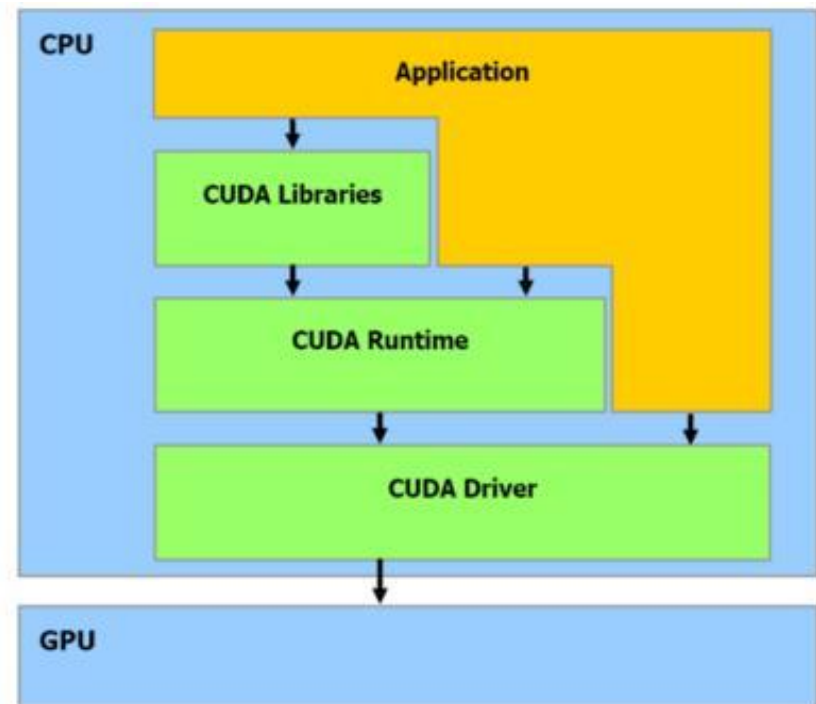 CPU
Application
CUDA Libraries
CUDA Runtime
CUDA Driver
GPU